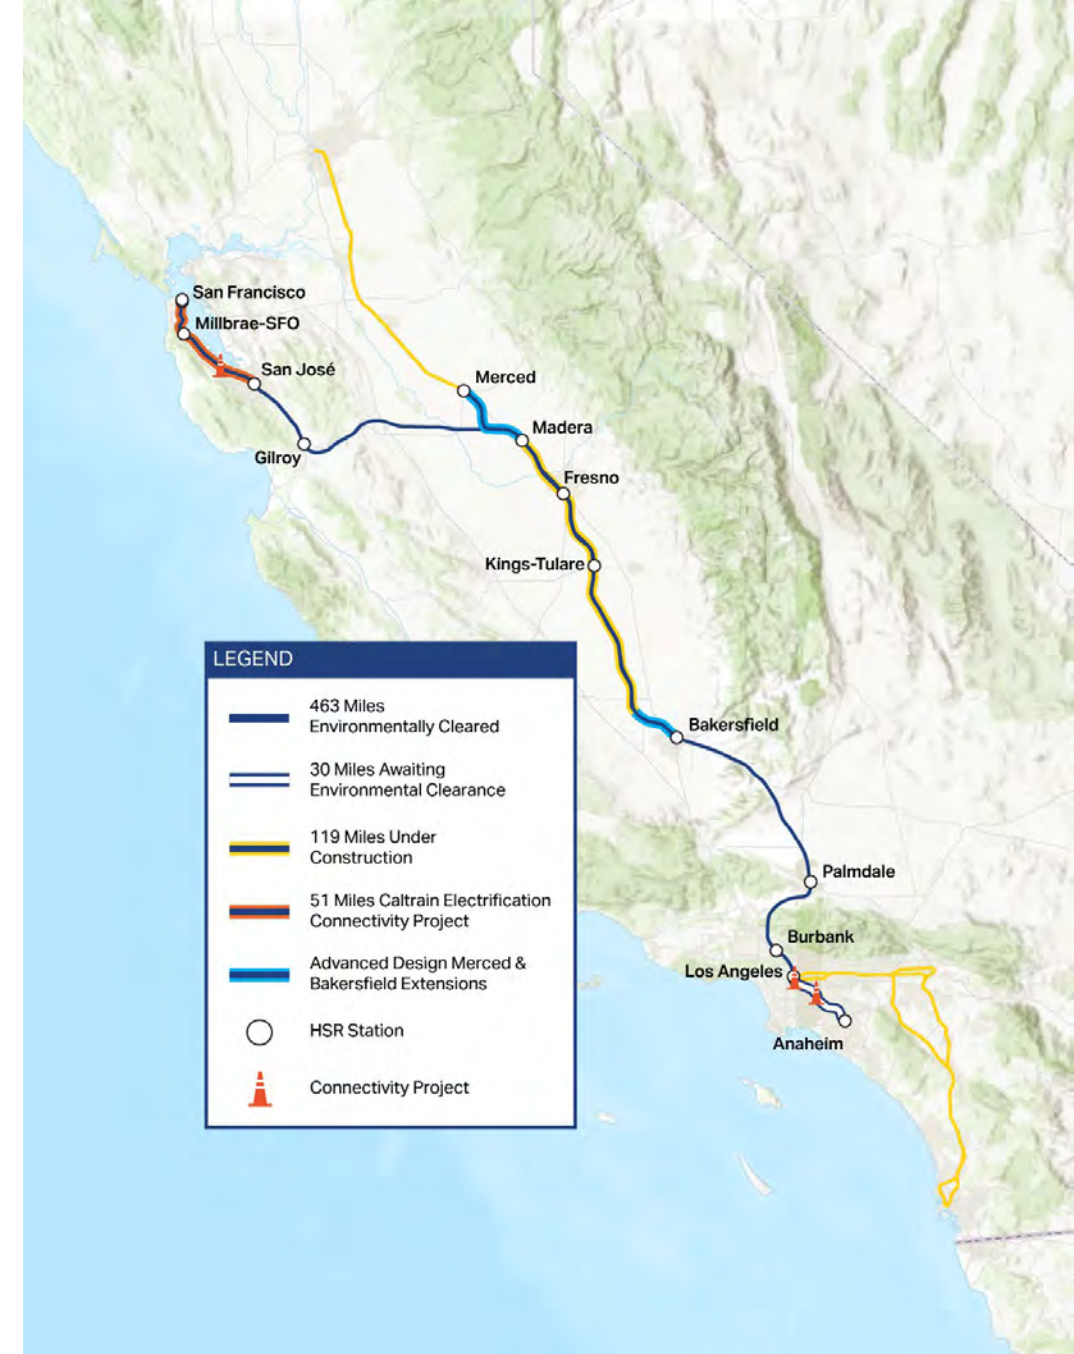 San Francisco
Millbrae-SFO
San José
Merced
Madera
Gilroy
Fresno
Kings-Tulare
LEGEND
463 Miles
Environmentally Cleared
30 Miles Awaiting
Environmental Clearance
119 Miles Under
Construction
51 Miles Caltrain Electrification
Connectivity Project
Advanced Design Merced &
Bakersfield Extensions
HSR Station
Connectivity Project
Bakersfield
Palmdale
Burbank
Los Angeles
Anaheim